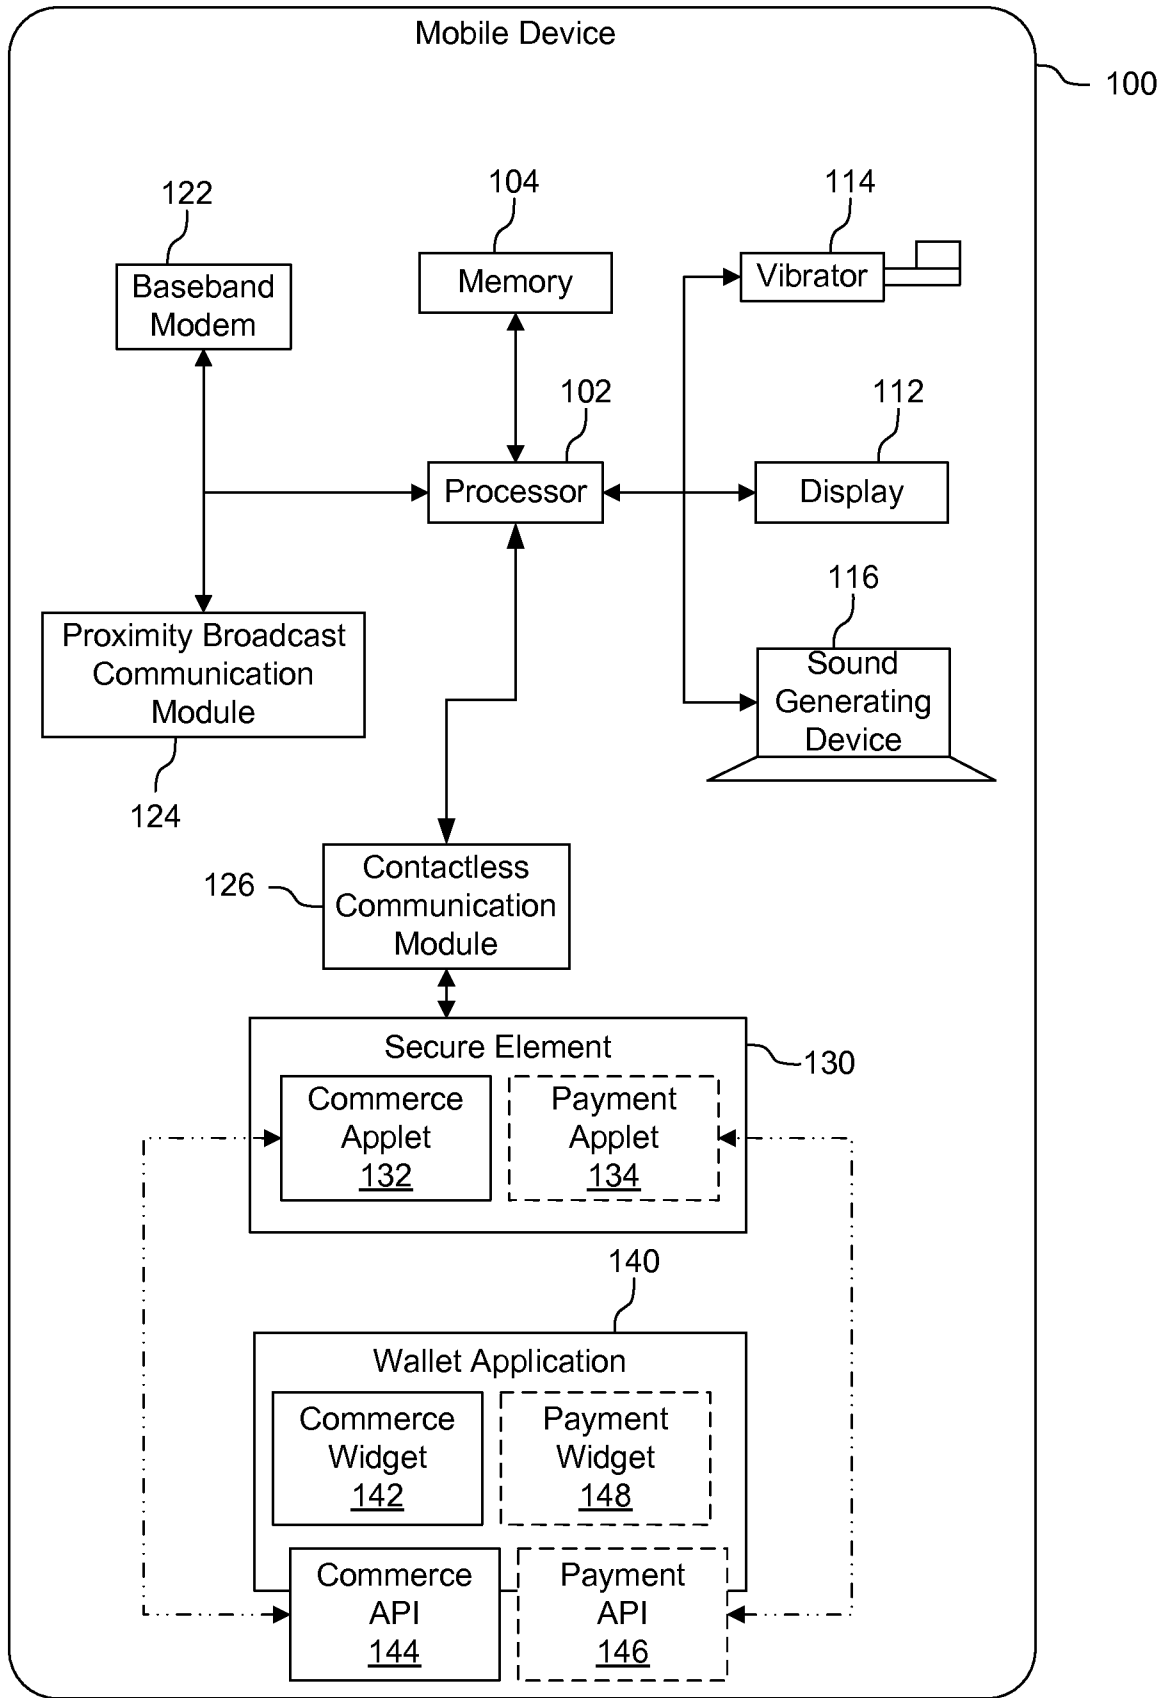 Mobile Device
100
122
104
114
Baseband
Modem
Memory
Vibrator
102
112
Processor
Display
116
Proximity Broadcast
Communication
Module
Sound
Generating
Device
124
126
Contactless
Communication
Module
Secure Element
130
Commerce
Applet
132
Payment
Applet
134
140
Wallet Application
Commerce
Widget
142
Payment
Widget
148
Commerce
API
144
Payment
API
146